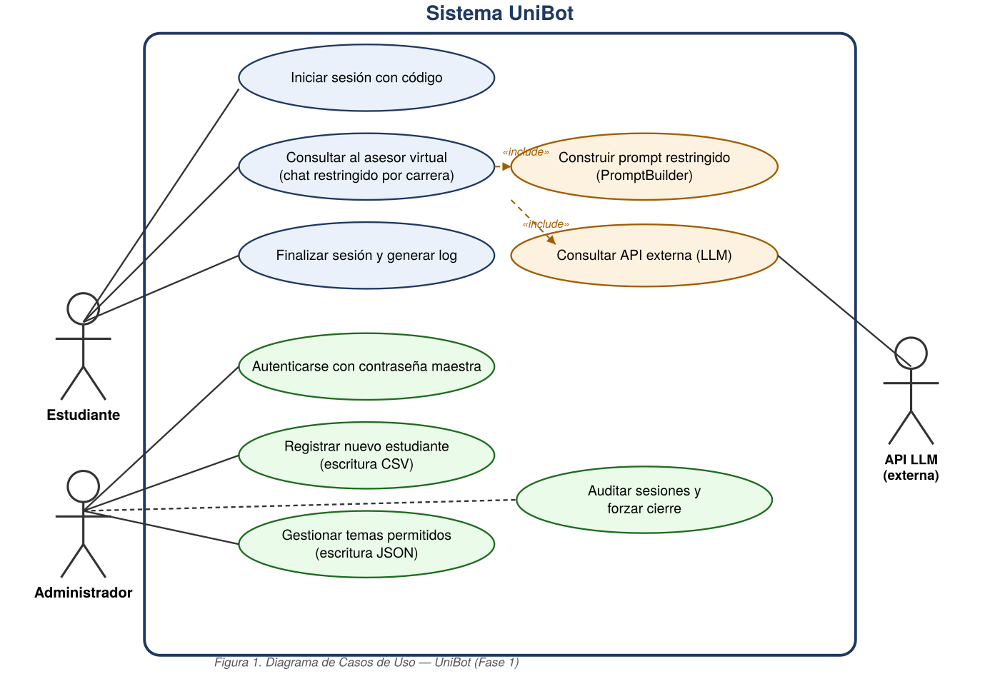 Sistema UniBot
Iniciar sesión con código
Consultar al asesor virtual
(chat restringido por carrera)
«include»
Construir prompt restringido
(PromptBuilder)
«include»
Finalizar sesión y generar log
Consultar API externa (LLM)
Autenticarse con contraseña maestra
Estudiante
Registrar nuevo estudiante
(escritura CSV)
API LLM
(externa)
Auditar sesiones y
forzar cierre
Gestionar temas permitidos
(escritura JSON)
Administrador
Figura 1. Diagrama de Casos de Uso — UniBot (Fase 1)